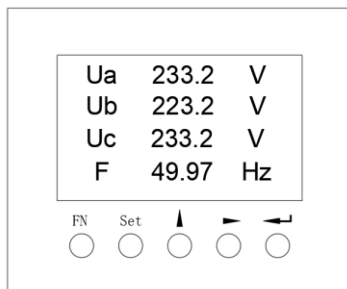 Ua 233.2 V
Ub 223.2 V
Uc 233.2 V
F 49.97 Hz
FN Set